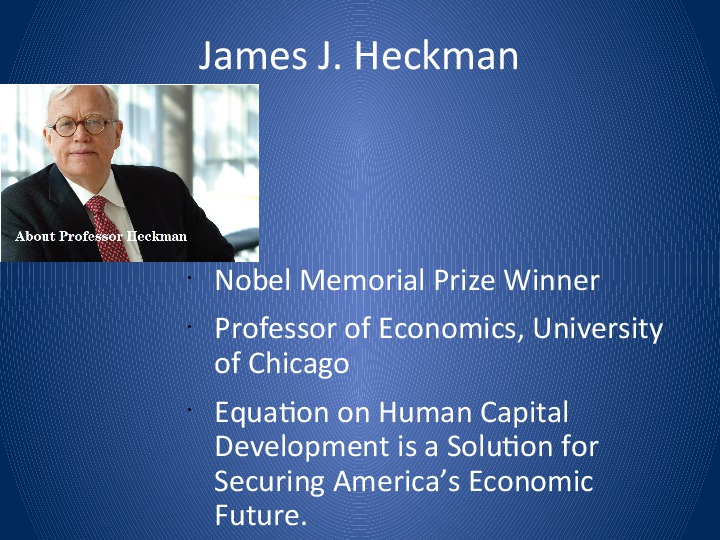 James J. Heckman
About Professor Heckman
Nobel Memorial Prize Winner
Professor of Economics, University
of Chicago
Equation on Human Capital
Development is a Solution for
Securing America’s Economic
Future.